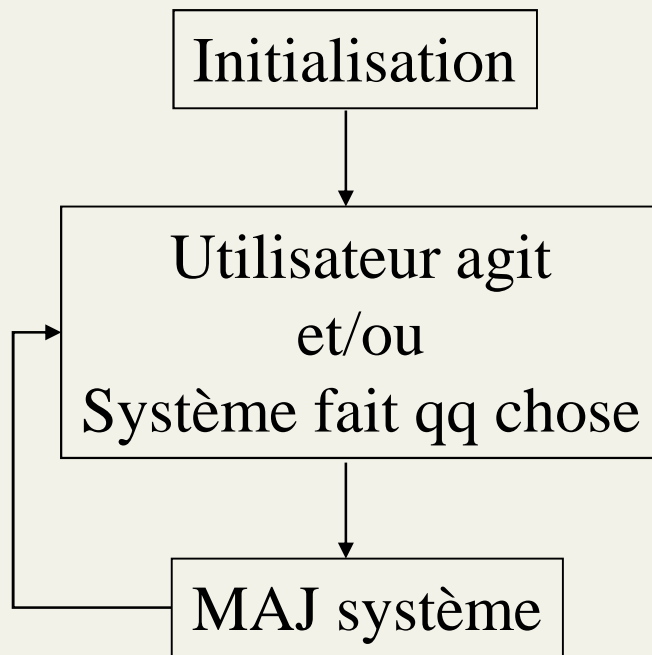 Initialisation
Utilisateur agit
et/ou
Système fait qq chose
MAJ système